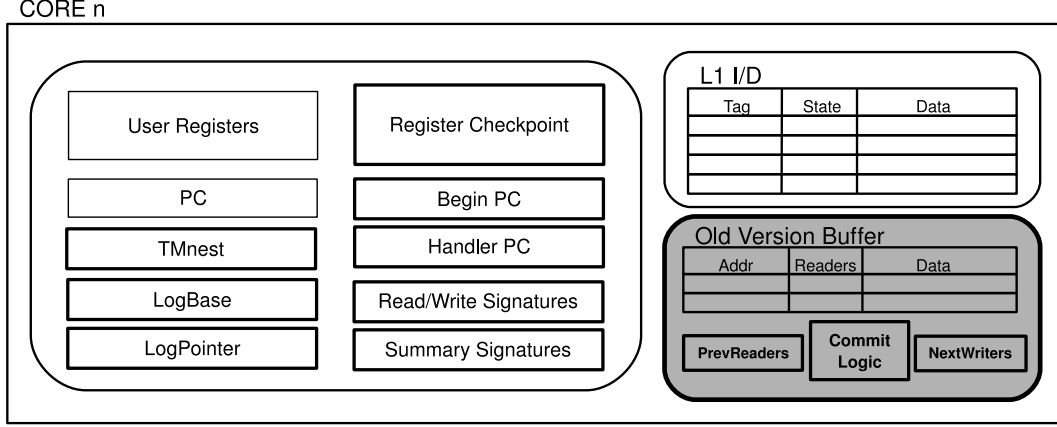 CORE n
User Registers
Register Checkpoint
PC
Begin PC
TMnest
Handler PC
LogBase
Read/Write Signatures
LogPointer
Summary Signatures
L1 I/D
Tag State Data
Old Version Buffer
Addr Readers Data
PrevReaders
Commit
Logic
NextWriters